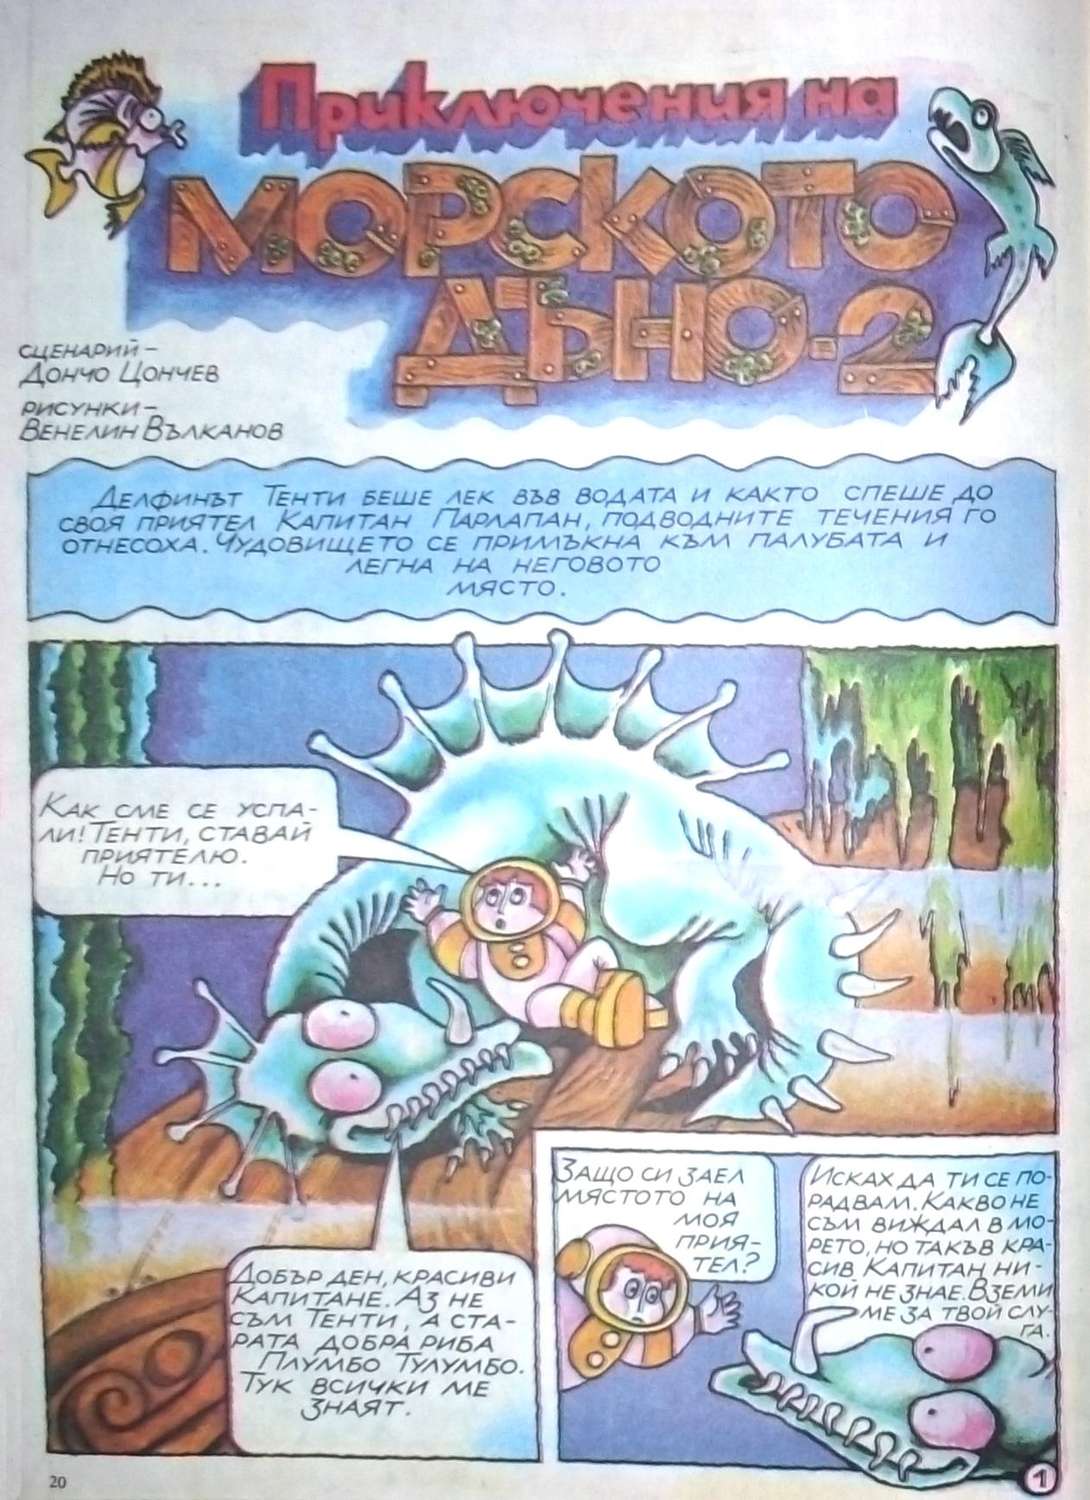 Приключения на
МОРСКОТО
ДЪНО-2
СЦЕНАРИЙ –
ДОНЧО ЦОНЧЕВ
РИСУНКИ –
ВЕНЕЛИН ВЪЛКАНОВ
ДЕЛФИНЪТ ТЕНТИ БЕШЕ ЛЕК ВЪВ ВОДАТА И КАКТО СПЕШЕ ДО
СВОЯ ПРИЯТЕЛ КАПИТАН ПАРЛАПАН, ПОДВОДНИТЕ ТЕЧЕНИЯ ГО
ОТНЕСОХА. ЧУДОВИЩЕТО СЕ ПРИМЪКНА КЪМ ПАЛУБАТА И
ЛЕГНА НА НЕГОВОТО
МЯСТО.
КАК СМЕ СЕ УСПА-
ЛИ! ТЕНТИ, СТАВАЙ
ПРИЯТЕЛЮ.
НО ТИ...
ДОБЪР ДЕН, КРАСИВИ
КАПИТАНЕ. АЗ НЕ
СЪМ ТЕНТИ, А СТА-
РАТА ДОБРА РИБА
ПЛУМБО ТУЛУМБО.
ТУК ВСИЧКИ МЕ
ЗНАЯТ.
ЗАЩО СИ ЗАЕЛ
МЯСТОТО НА
МОЯ
ПРИЯ-
ТЕЛ?
ИСКАХ ДА ТИ СЕ ПО-
РАДВАМ. КАКВО НЕ
СЪМ ВИЖДАЛ В МО-
РЕТО, НО ТАКЪВ КРА-
СИВ КАПИТАН НИ-
КОЙ НЕ ЗНАЕ. ВЗЕМИ
МЕ ЗА ТВОЙ СЛУ-
ГА.
20
1